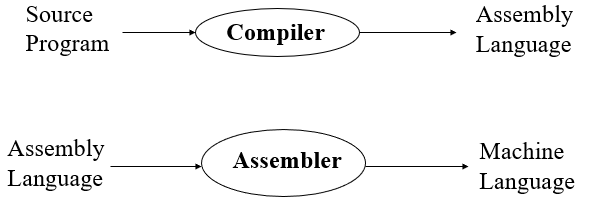 Source
Program
Compiler
Assembly
Language
Assembly
Language
Assembler
Machine
Language